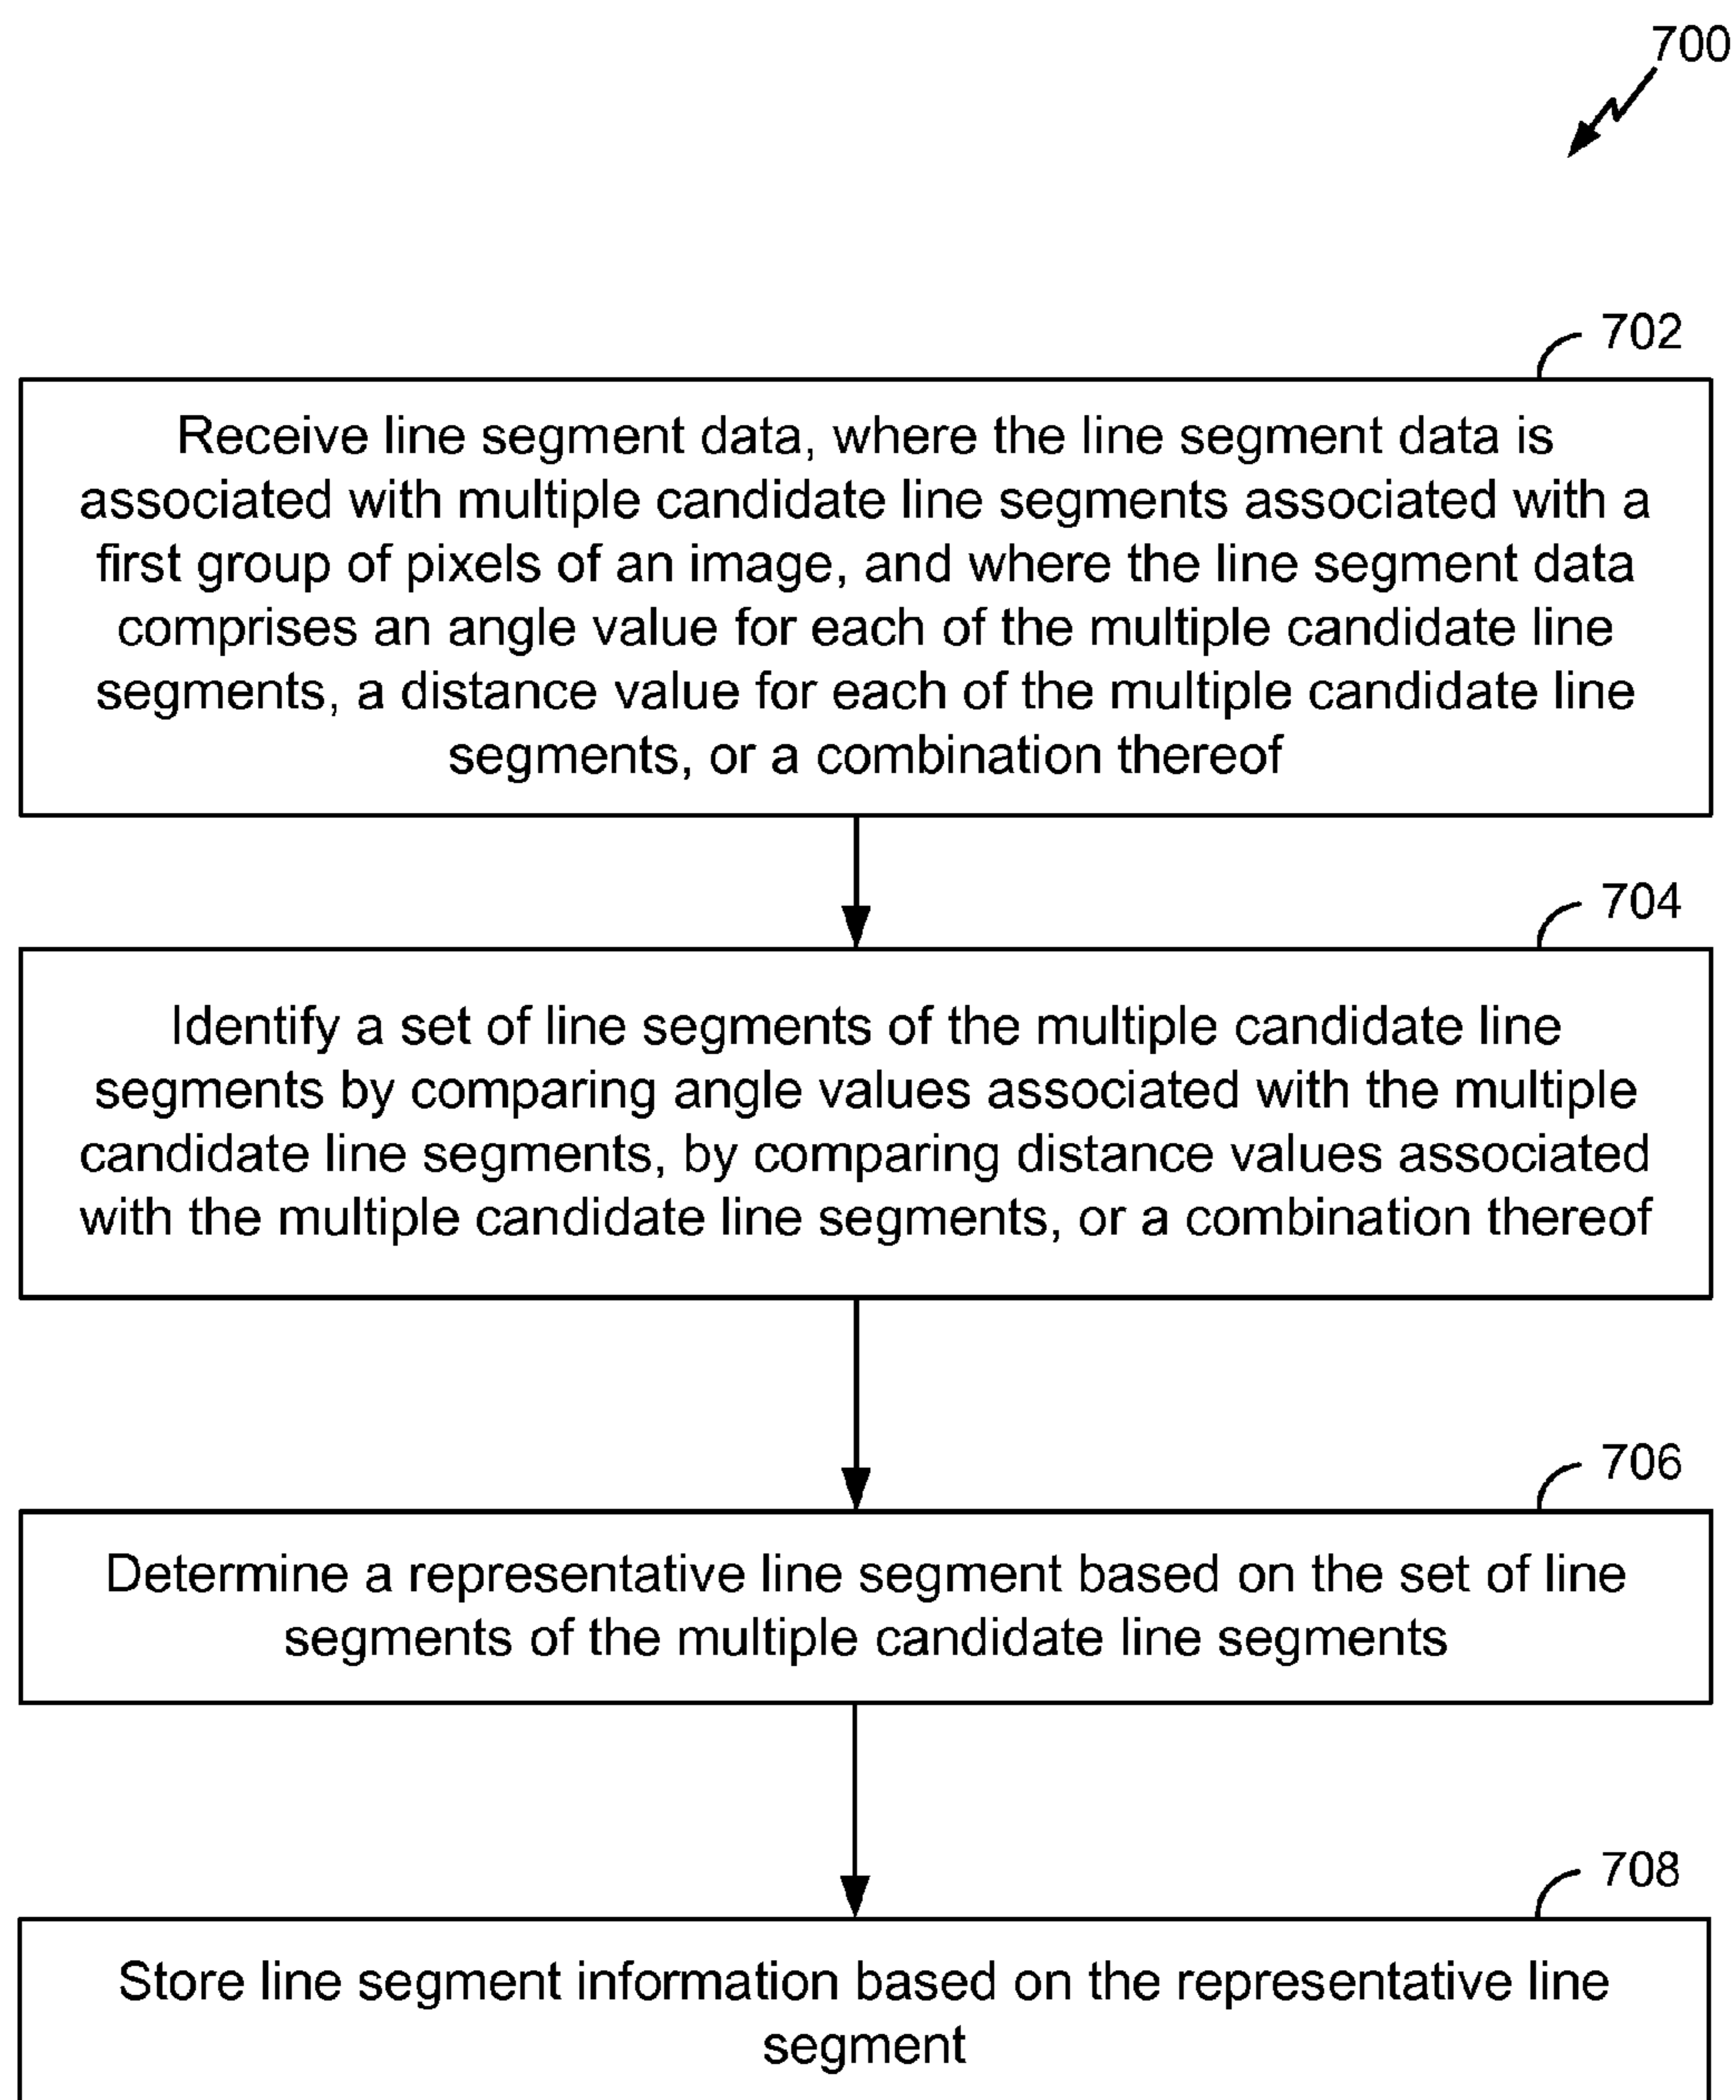 700
702
Receive line segment data, where the line segment data is
associated with multiple candidate line segments associated with a
first group of pixels of an image, and where the line segment data
comprises an angle value for each of the multiple candidate line
segments, a distance value for each of the multiple candidate line
segments, or a combination thereof
704
Identify a set of line segments of the multiple candidate line
segments by comparing angle values associated with the multiple
candidate line segments, by comparing distance values associated
with the multiple candidate line segments, or a combination thereof
706
Determine a representative line segment based on the set of line
segments of the multiple candidate line segments
708
Store line segment information based on the representative line
segment